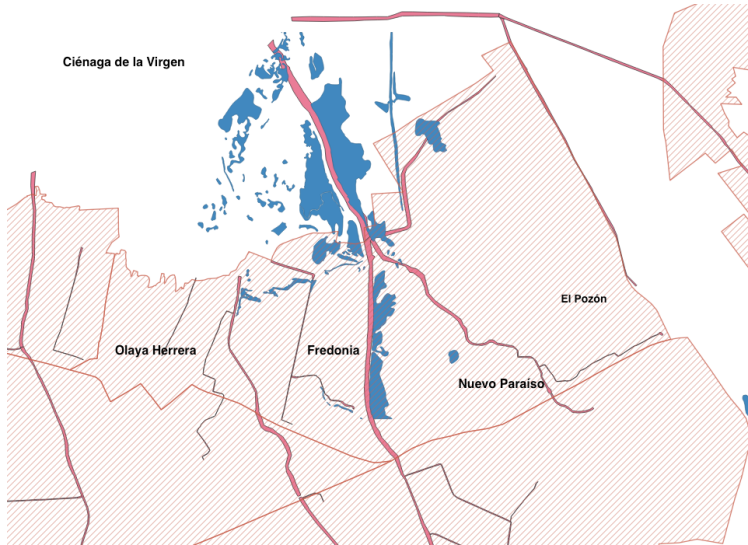 Ciénaga de la Virgen
El Pozón
Olaya Herrera
Fredonia
Nuevo Paraíso